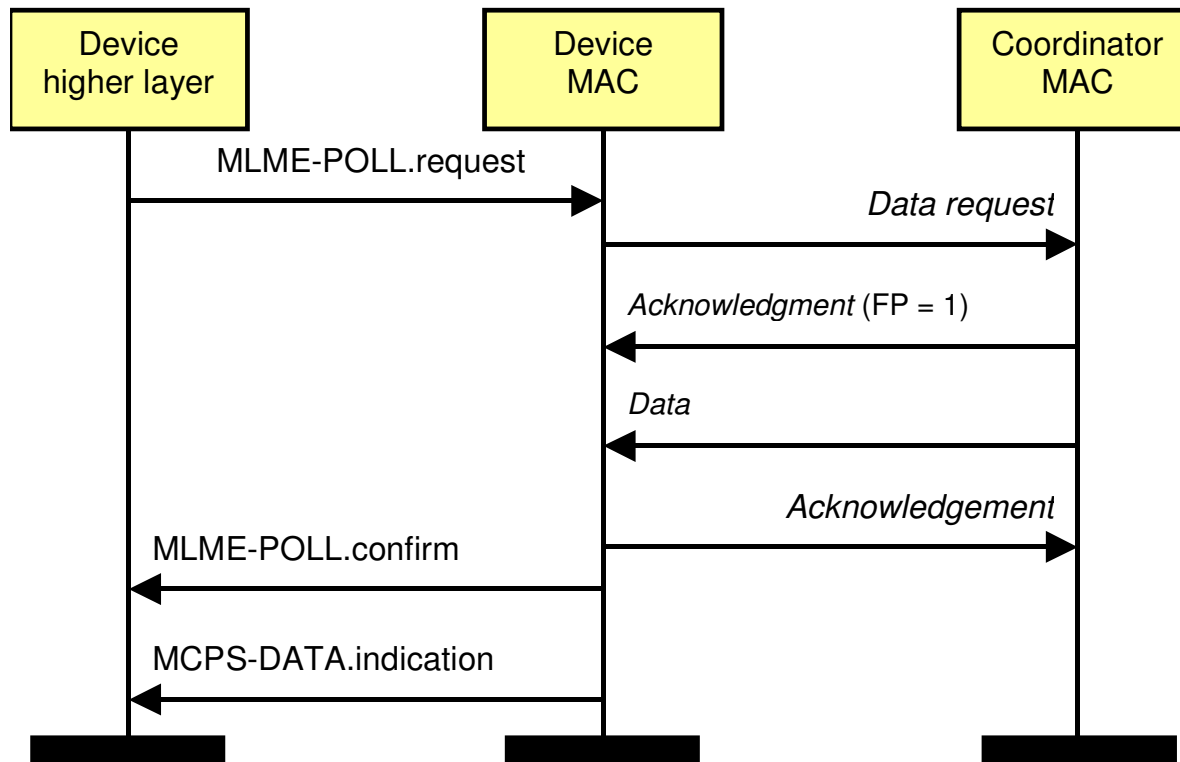 Device
higher layer
Device
MAC
Coordinator
MAC
MLME-POLL.request
Data request
Acknowledgment (FP = 1)
Data
Acknowledgement
MLME-POLL.confirm
MCPS-DATA.indication